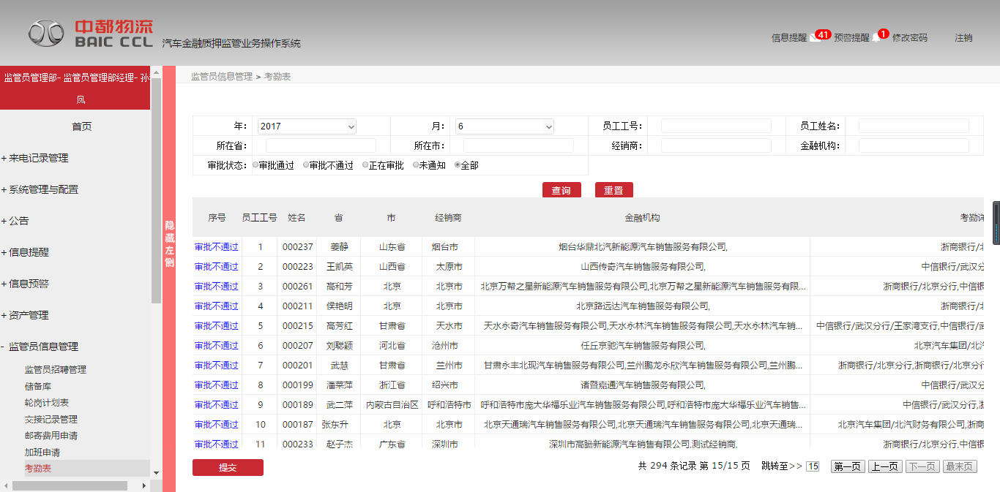 中都物流
BAIC CCL 汽车金融质押监管业务操作系统
信息提醒 41 预警提醒 1 修改密码 注销
监管员管理部- 监管员管理部经理- 孙
凤
首页
+ 来电记录管理
+ 系统管理与配置
+ 公告
+ 信息提醒
+ 信息预警
+ 资产管理
- 监管员信息管理
监管员招聘管理
储备库
轮岗计划表
交接记录管理
邮寄费用申请
加班申请
考勤表
隐藏左侧
监管员信息管理 > 考勤表
年: 2017 月: 6 员工工号: 员工姓名:
所在省: 所在市: 经销商: 金融机构:
审批状态: 审批通过 审批不通过 正在审批 未通知 全部
查询 重置
序号 员工工号 姓名 省 市 经销商 金融机构 考勤详
审批不通过 1 000237 姜静 山东省 烟台市 烟台华鼎北汽新能源汽车销售服务有限公司, 浙商银行/北
审批不通过 2 000223 王凯英 山西省 太原市 山西传奇汽车销售服务有限公司, 中信银行/武汉分
审批不通过 3 000261 高和芳 北京 北京市 北京万帮之星新能源汽车销售服务有限公司,北京万帮之星新能源汽车销售服务有限... 浙商银行/北京分行,中信银
审批不通过 4 000211 侯艳明 北京 北京市 北京路远达汽车销售服务有限公司, 浙商银行/北
审批不通过 5 000215 高芳红 甘肃省 天水市 天水永奇汽车销售服务有限公司,天水永林汽车销售服务有限公司,天水永林汽车销... 中信银行/武汉分行/王家湾支行,中信银行/武
审批不通过 6 000207 刘聪颖 河北省 沧州市 任丘京驰汽车销售服务有限公司, 北京汽车集团/北汽
审批不通过 7 000201 武慧 甘肃省 兰州市 甘肃永丰北现汽车销售服务有限公司,兰州鹏龙永欣汽车销售服务有限公司,兰州鹏... 浙商银行/北京分行,浙商银行/北京分行
审批不通过 8 000199 潘菜萍 浙江省 绍兴市 诸暨嘉通汽车销售服务有限公司, 中信银行/武汉分
审批不通过 9 000189 武二萍 内蒙古自治区 呼和浩特市 呼和浩特市庞大华福乐业汽车销售服务有限公司,呼和浩特市庞大华福乐业汽车销售... 中信银行/武汉分行,浙
审批不通过 10 000187 张东升 北京 北京市 北京天通瑞汽车销售服务有限公司,北京天通瑞汽车销售服务有限公司,北京天通瑞... 北京汽车集团/北汽财务有限公司,浙商
审批不通过 11 000233 赵子杰 广东省 深圳市 深圳市高瞻新能源汽车销售有限公司,测试经销商, 浙商银行/北京分行,中信银
提交 共 294 条记录 第 15/15 页 跳转至>> 15 第一页 上一页 下一页 最末页